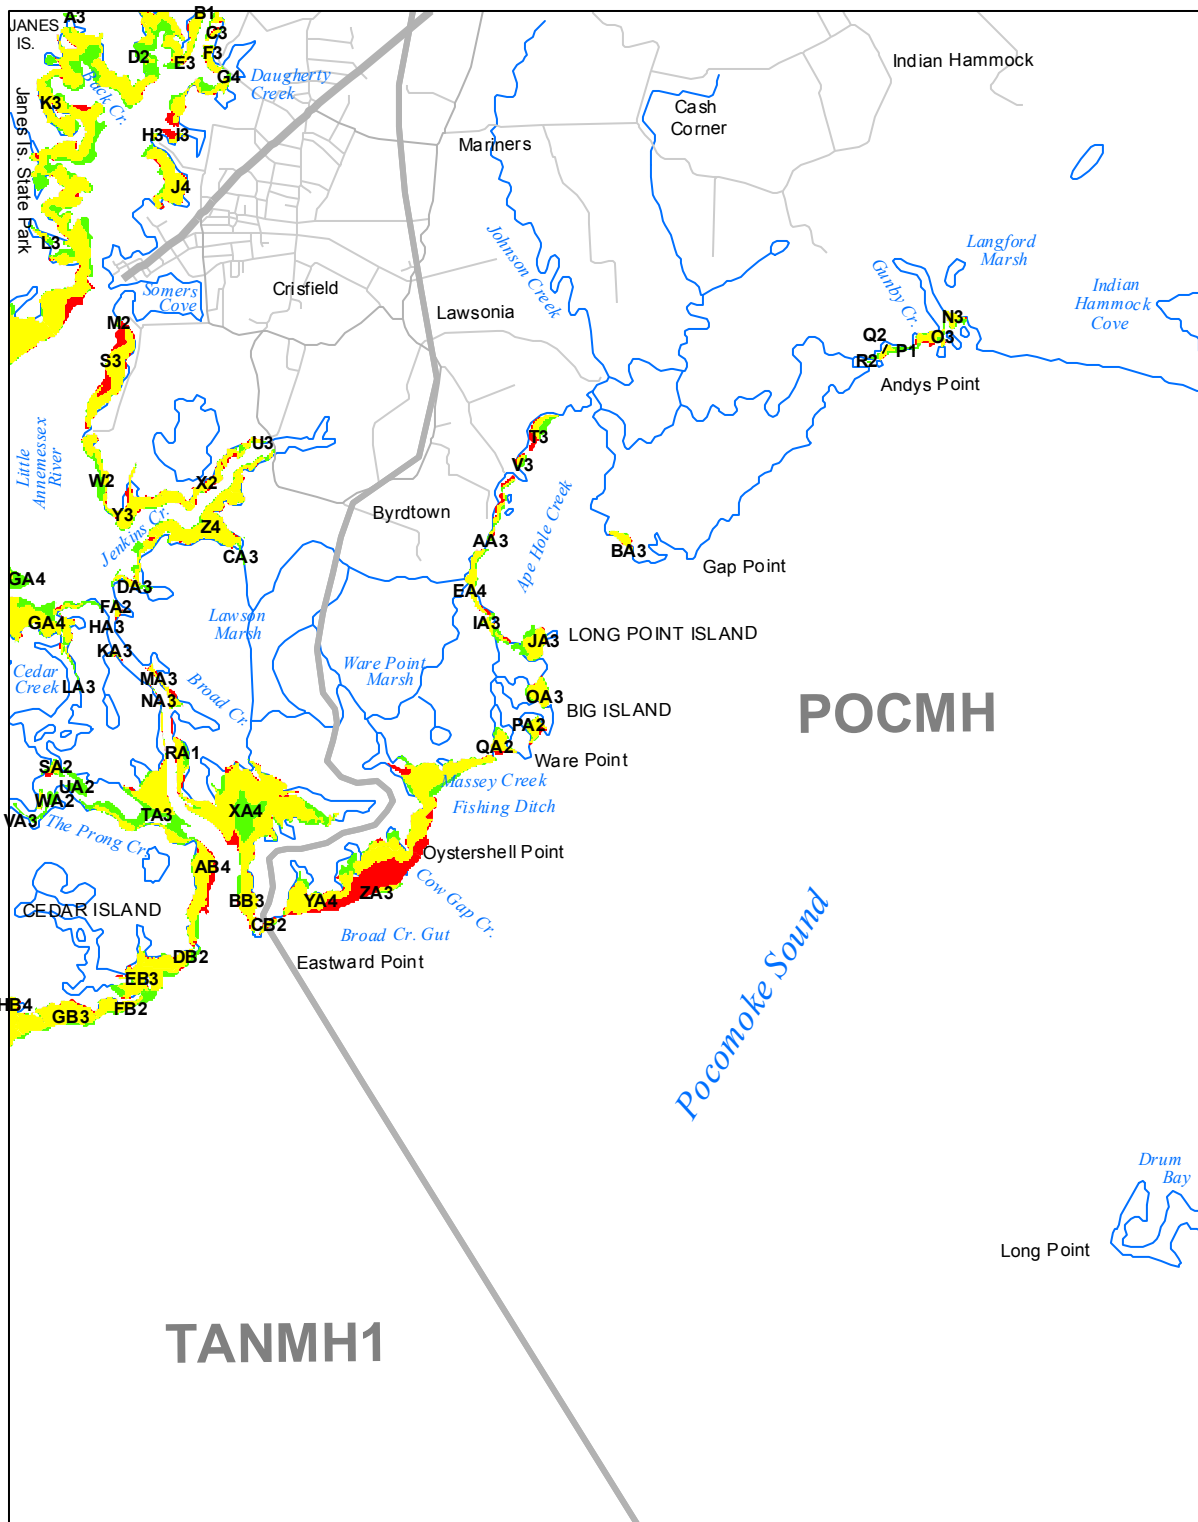 A3
B1
JANES
IS.
C3
D2
F3
E3
G4
Daugherty
Creek
Back Cr.
K3
H3
I3
Janes Is. State Park
J4
L3
Indian Hammock
Cash
Corner
Mariners
Johnson Creek
Langford
Marsh
Gunby Cr.
Indian
Hammock
Cove
Somers
Cove
Crisfield
Lawsonia
M2
S3
N3
Q2
O3
P1
R2
Andys Point
Little
Annemessex
River
U3
T3
V3
W2
X2
Y3
Jenkins Cr.
Z4
Byrdtown
CA3
AA3
Ape Hole Creek
BA3
Gap Point
GA4
DA3
EA4
FA2
GA4
HA3
Lawson
Marsh
IA3
JA3
LONG POINT ISLAND
KA3
Ware Point
Marsh
Cedar
Creek
LA3
MA3
NA3
Broad Cr.
OA3
BIG ISLAND
PA2
POCMH
QA2
Ware Point
RA1
SA2
UA2
WA2
VA3
The Prong Cr.
TA3
XA4
Massey Creek
Fishing Ditch
Oystershell Point
AB4
BB3
YA4
ZA3
Cow Gap Cr.
CEDAR ISLAND
CB2
Broad Cr. Gut
Eastward Point
DB2
EB3
FB2
HB4
GB3
Pocomoke Sound
Drum
Bay
Long Point
TANMH1